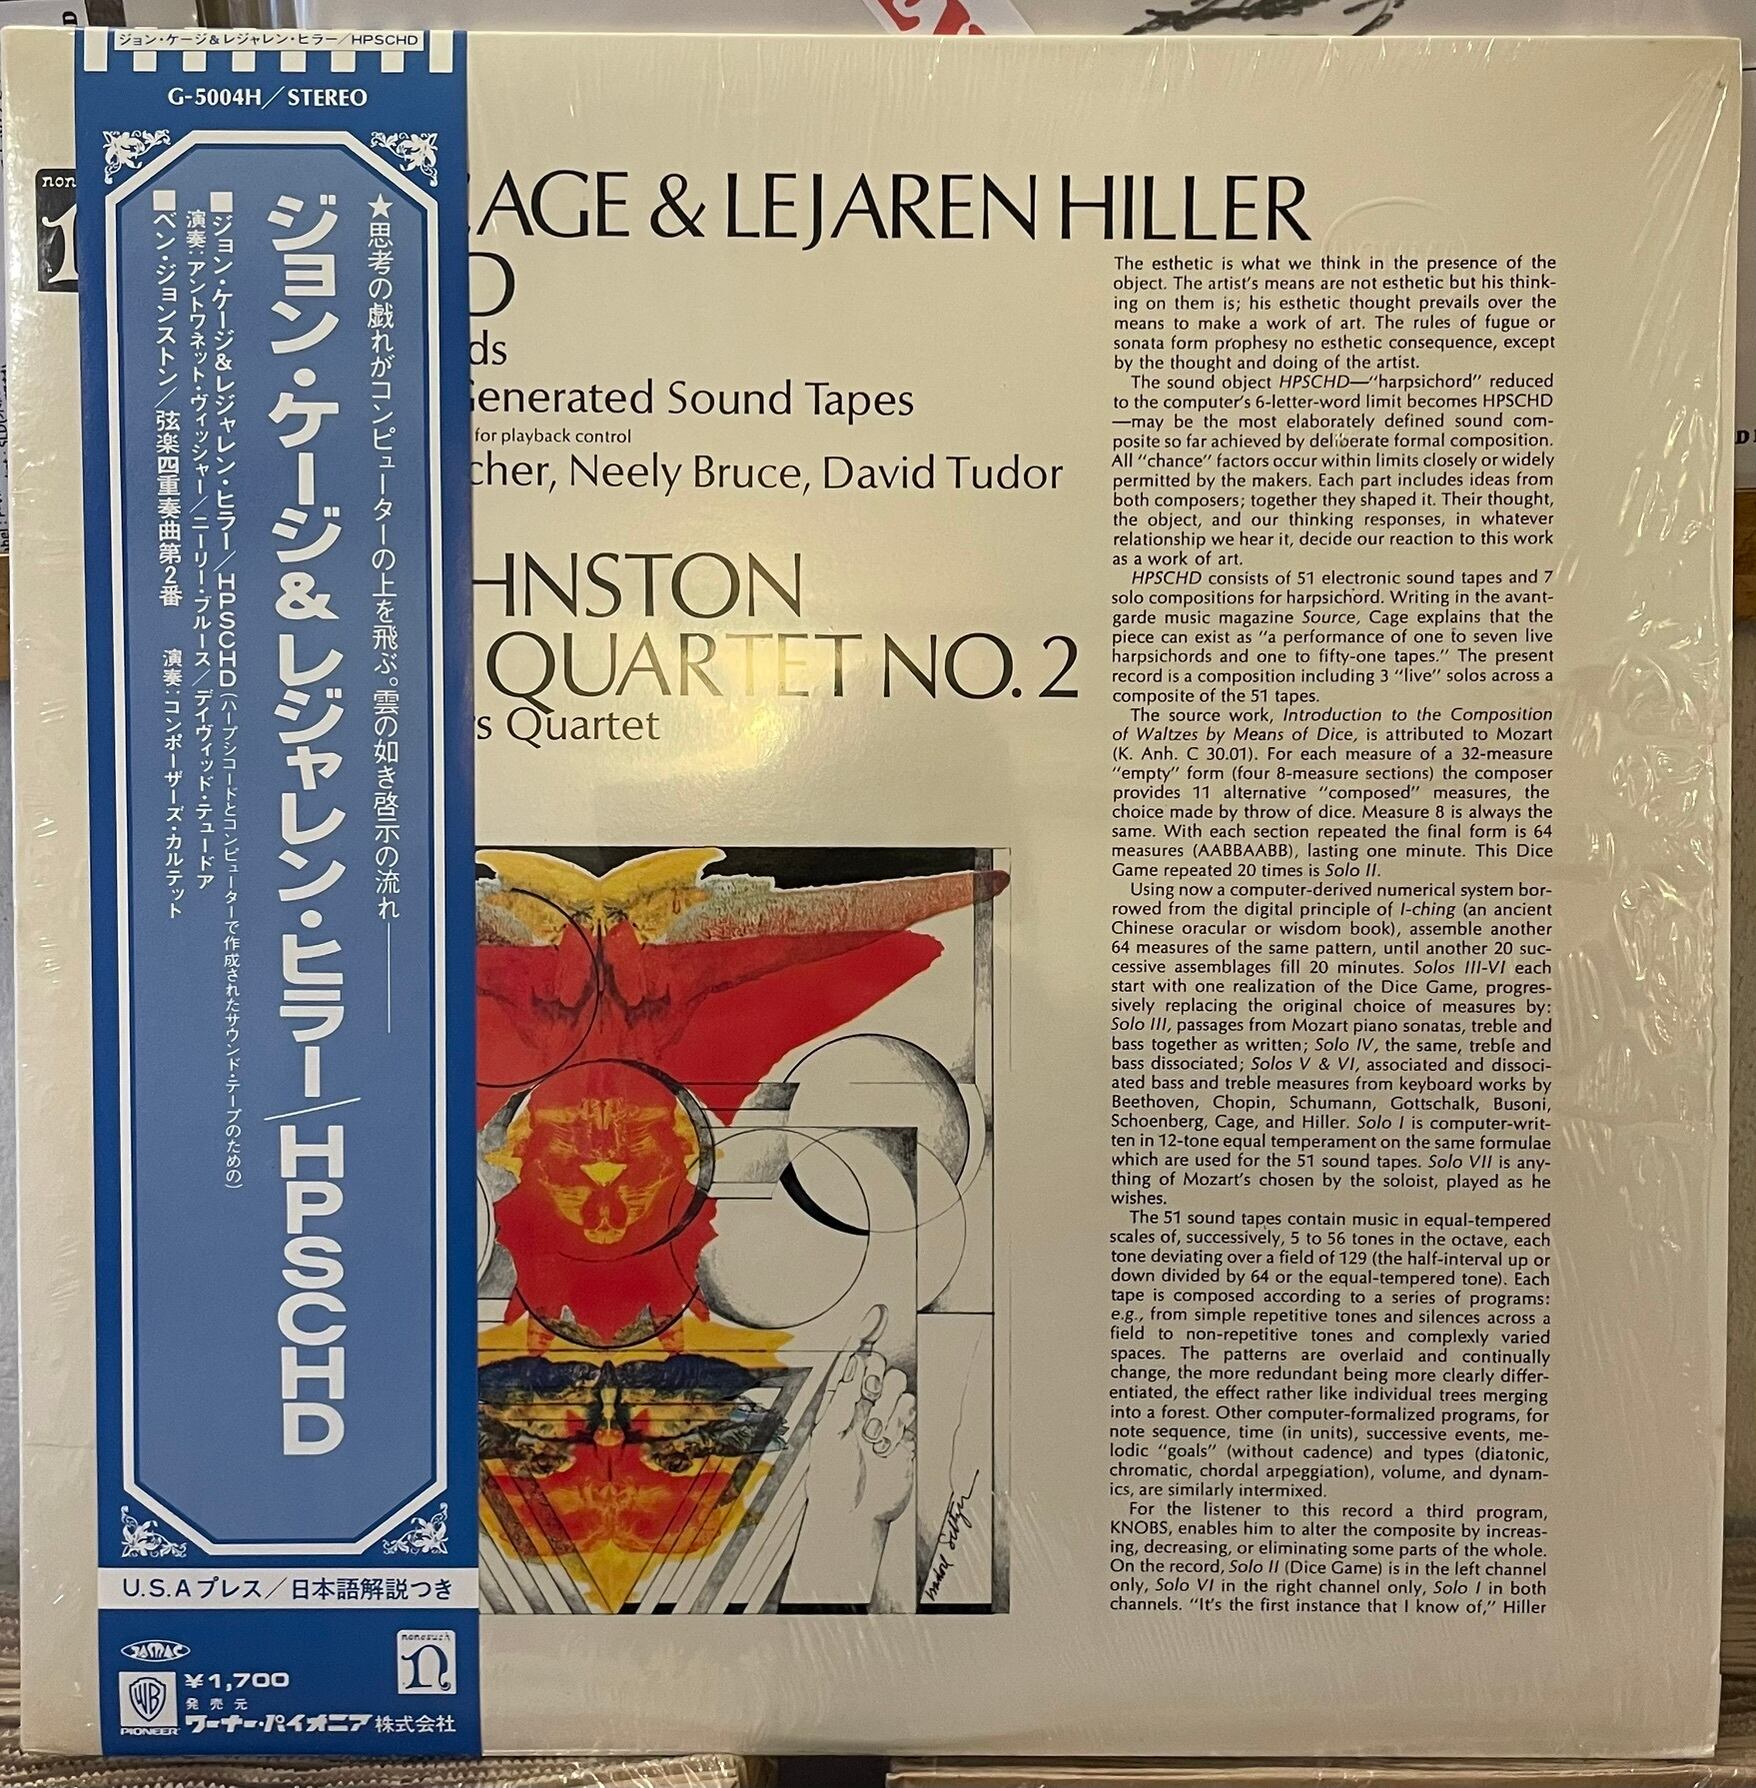 ジョン・ケージ&レジャレン・ヒラー/HPSCHD
G-5004H/STEREO
★思考の戯れがコンピューターの上を飛ぶ。雲の如き啓示の流れ——
ジョン・ケージ&レジャレン・ヒラー/HPSCHD
■ジョン・ケージ&レジャレン・ヒラー/HPSCHD(ハープシコードとコンピューターで作成されたサウンド・テープのための)
演奏:アントワネット・ヴィッシャー/ニーリー・ブルース/デイヴィッド・テュードア
■ベン・ジョンストン/弦楽四重奏曲第2番 演奏:コンポーザーズ・カルテット
U.S.Aプレス/日本語解説つき
JASRAC
¥1,700
発売元
ワーナー・パイオニア株式会社
WB
PIONEER
nonesuch
n
non
AGE & LEJAREN HILLER
D
ds
Generated Sound Tapes
for playback control
cher, Neely Bruce, David Tudor
HNSTON
QUARTET NO. 2
s Quartet
The esthetic is what we think in the presence of the
object. The artist's means are not esthetic but his think-
ing on them is; his esthetic thought prevails over the
means to make a work of art. The rules of fugue or
sonata form prophesy no esthetic consequence, except
by the thought and doing of the artist.
The sound object HPSCHD—"harpsichord" reduced
to the computer's 6-letter-word limit becomes HPSCHD
—may be the most elaborately defined sound com-
posite so far achieved by deliberate formal composition.
All "chance" factors occur within limits closely or widely
permitted by the makers. Each part includes ideas from
both composers; together they shaped it. Their thought,
the object, and our thinking responses, in whatever
relationship we hear it, decide our reaction to this work
as a work of art.
HPSCHD consists of 51 electronic sound tapes and 7
solo compositions for harpsichord. Writing in the avant-
garde music magazine Source, Cage explains that the
piece can exist as "a performance of one to seven live
harpsichords and one to fifty-one tapes." The present
record is a composition including 3 "live" solos across a
composite of the 51 tapes.
The source work, Introduction to the Composition
of Waltzes by Means of Dice, is attributed to Mozart
(K. Anh. C 30.01). For each measure of a 32-measure
"empty" form (four 8-measure sections) the composer
provides 11 alternative "composed" measures, the
choice made by throw of dice. Measure 8 is always the
same. With each section repeated the final form is 64
measures (AABBAABB), lasting one minute. This Dice
Game repeated 20 times is Solo II.
Using now a computer-derived numerical system bor-
rowed from the digital principle of I-ching (an ancient
Chinese oracular or wisdom book), assemble another
64 measures of the same pattern, until another 20 suc-
cessive assemblages fill 20 minutes. Solos III-VI each
start with one realization of the Dice Game, progres-
sively replacing the original choice of measures by:
Solo III, passages from Mozart piano sonatas, treble and
bass together as written; Solo IV, the same, treble and
bass dissociated; Solos V & VI, associated and dissoci-
ated bass and treble measures from keyboard works by
Beethoven, Chopin, Schumann, Gottschalk, Busoni,
Schoenberg, Cage, and Hiller. Solo I is computer-writ-
ten in 12-tone equal temperament on the same formulae
which are used for the 51 sound tapes. Solo VII is any-
thing of Mozart's chosen by the soloist, played as he
wishes.
The 51 sound tapes contain music in equal-tempered
scales of, successively, 5 to 56 tones in the octave, each
tone deviating over a field of 129 (the half-interval up or
down divided by 64 or the equal-tempered tone). Each
tape is composed according to a series of programs:
e.g., from simple repetitive tones and silences across a
field to non-repetitive tones and complexly varied
spaces. The patterns are overlaid and continually
change, the more redundant being more clearly differ-
entiated, the effect rather like individual trees merging
into a forest. Other computer-formalized programs, for
note sequence, time (in units), successive events, me-
lodic "goals" (without cadence) and types (diatonic,
chromatic, chordal arpeggiation), volume, and dynam-
ics, are similarly intermixed.
For the listener to this record a third program,
KNOBS, enables him to alter the composite by increas-
ing, decreasing, or eliminating some parts of the whole.
On the record, Solo II (Dice Game) is in the left channel
only, Solo VI in the right channel only, Solo I in both
channels. "It's the first instance that I know of," Hiller